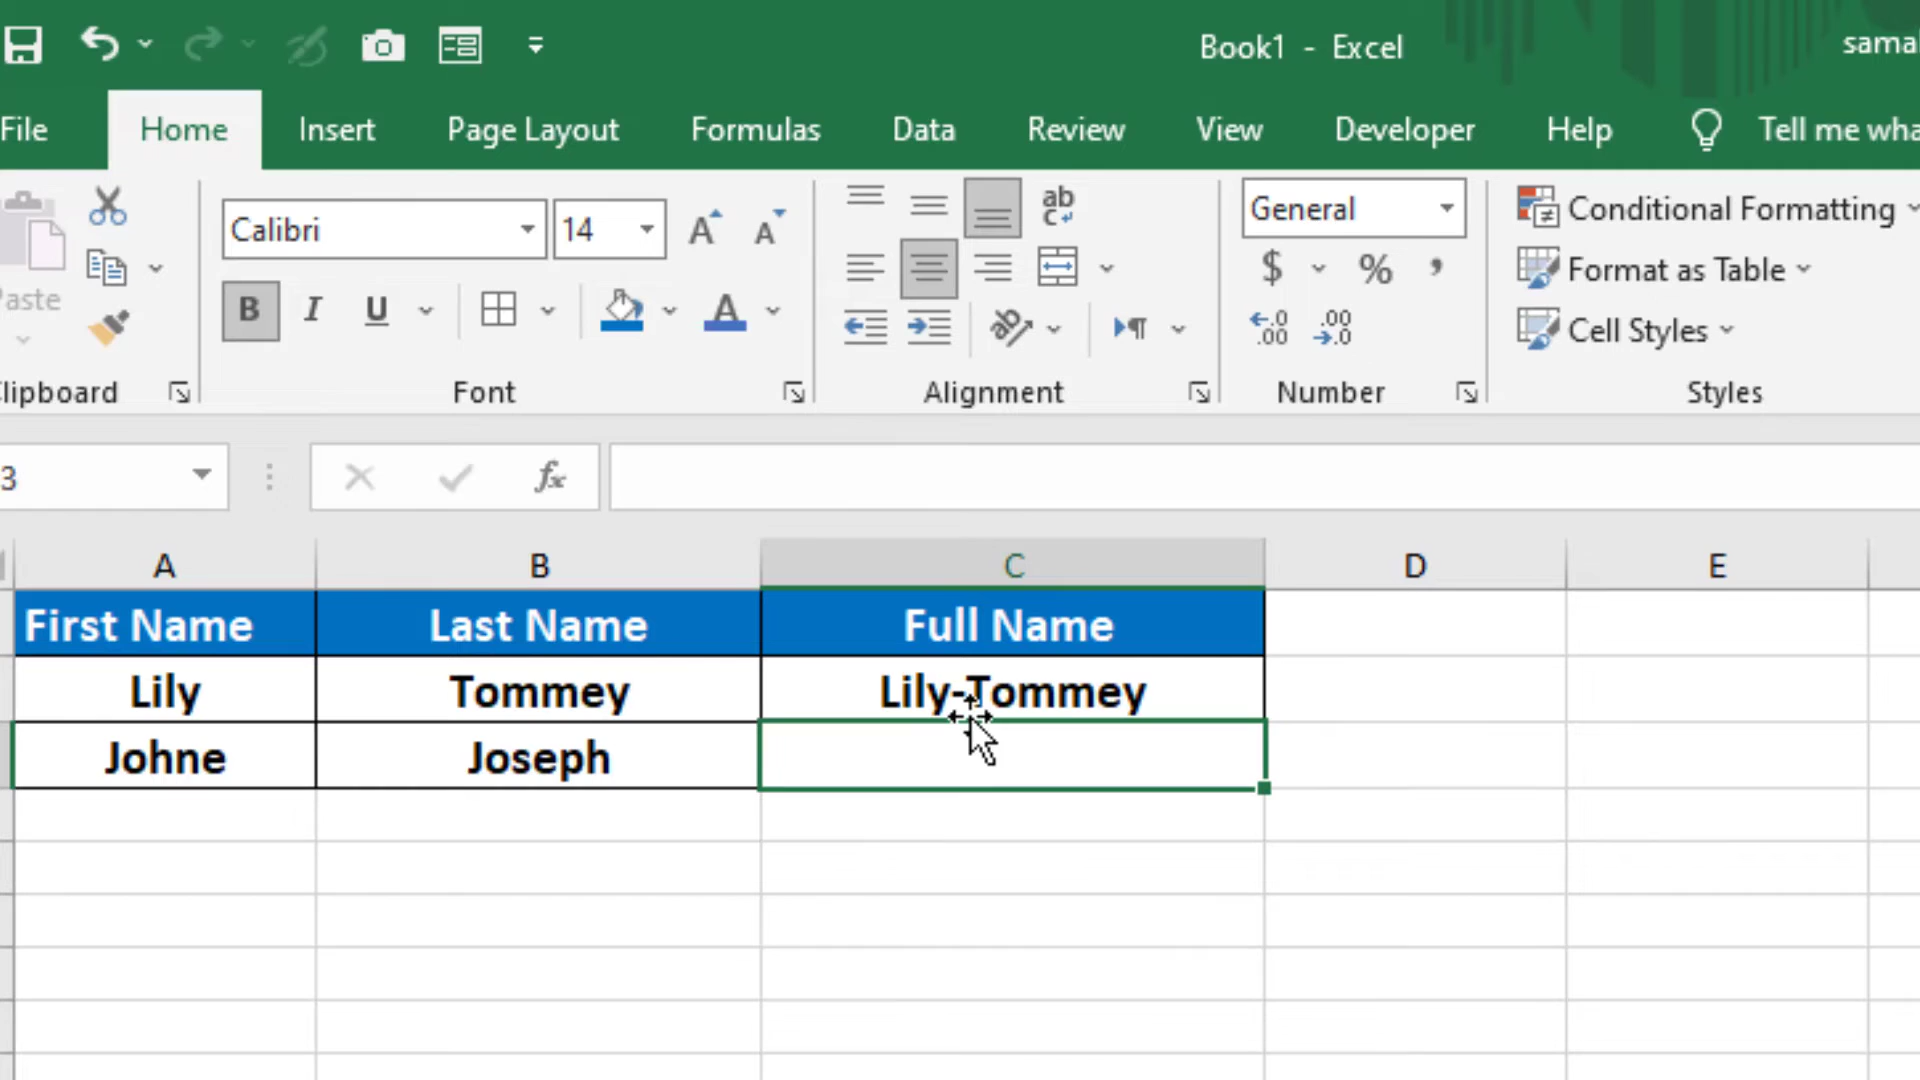 Book1 - Excel
sama
File Home Insert Page Layout Formulas Data Review View Developer Help Tell me wha
Calibri 14 General Conditional Formatting
aste Format as Table
B I U Cell Styles
lipboard Font Alignment Number Styles
3 fx
A B C D E
First Name Last Name Full Name
Lily Tommey Lily-Tommey
Johne Joseph